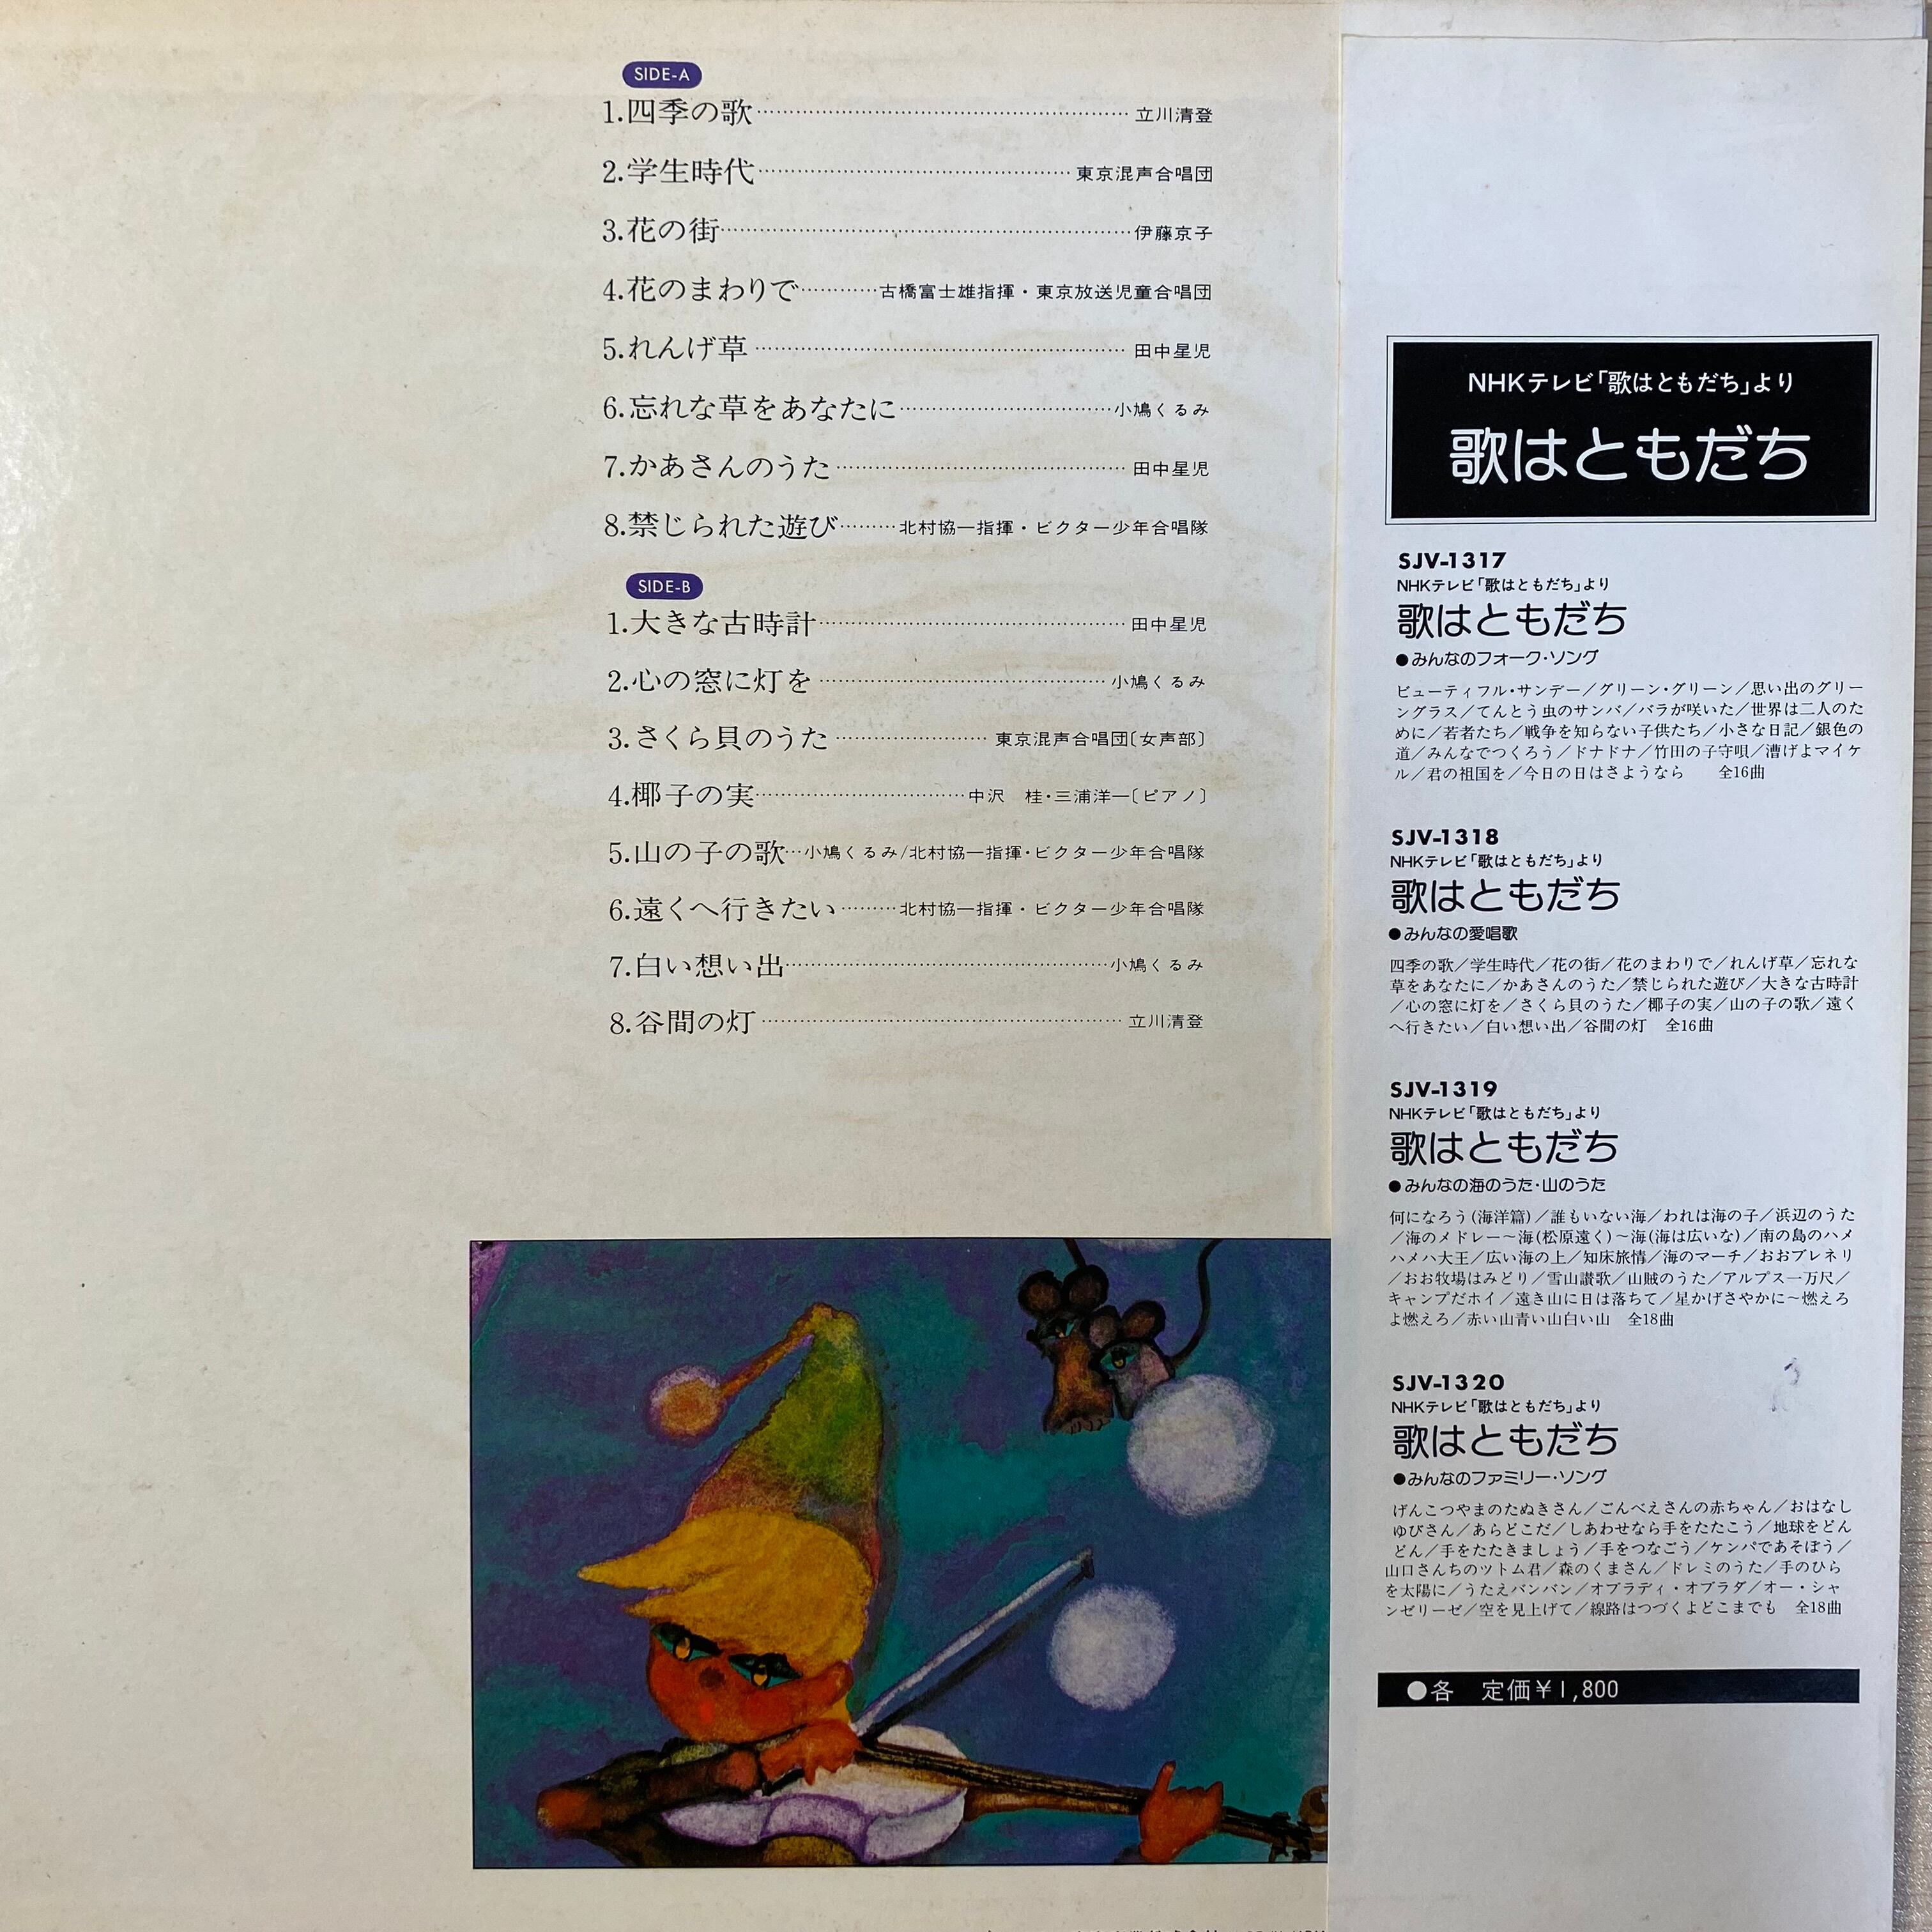 SIDE-A
1.四季の歌 立川清登
2.学生時代 東京混声合唱団
3.花の街 伊藤京子
4.花のまわりで 古橋富士雄指揮・東京放送児童合唱団
5.れんげ草 田中星児
6.忘れな草をあなたに 小鳩くるみ
7.かあさんのうた 田中星児
8.禁じられた遊び 北村協一指揮・ビクター少年合唱隊
SIDE-B
1.大きな古時計 田中星児
2.心の窓に灯を 小鳩くるみ
3.さくら貝のうた 東京混声合唱団〔女声部〕
4.椰子の実 中沢 桂・三浦洋一〔ピアノ〕
5.山の子の歌 小鳩くるみ/北村協一指揮・ビクター少年合唱隊
6.遠くへ行きたい 北村協一指揮・ビクター少年合唱隊
7.白い想い出 小鳩くるみ
8.谷間の灯 立川清登
NHKテレビ「歌はともだち」より
歌はともだち
SJV-1317
NHKテレビ「歌はともだち」より
歌はともだち
●みんなのフォーク・ソング
ビューティフル・サンデー/グリーン・グリーン/思い出のグリー
ングラス/てんとう虫のサンバ/バラが咲いた/世界は二人のた
めに/若者たち/戦争を知らない子供たち/小さな日記/銀色の
道/みんなでつくろう/ドナドナ/竹田の子守唄/漕げよマイケ
ル/君の祖国を/今日の日はさようなら 全16曲
SJV-1318
NHKテレビ「歌はともだち」より
歌はともだち
●みんなの愛唱歌
四季の歌/学生時代/花の街/花のまわりで/れんげ草/忘れな
草をあなたに/かあさんのうた/禁じられた遊び/大きな古時計
/心の窓に灯を/さくら貝のうた/椰子の実/山の子の歌/遠く
へ行きたい/白い想い出/谷間の灯 全16曲
SJV-1319
NHKテレビ「歌はともだち」より
歌はともだち
●みんなの海のうた・山のうた
何になろう(海洋篇)/誰もいない海/われは海の子/浜辺のうた
/海のメドレー〜海(松原遠く)〜海(海は広いな)/南の島のハメ
ハメハ大王/広い海の上/知床旅情/海のマーチ/おおブレネリ
/おお牧場はみどり/雪山讃歌/山賊のうた/アルプス一万尺/
キャンプだホイ/遠き山に日は落ちて/星かげさやかに〜燃えろ
よ燃えろ/赤い山青い山白い山 全18曲
SJV-1320
NHKテレビ「歌はともだち」より
歌はともだち
●みんなのファミリー・ソング
げんこつやまのたぬきさん/ごんべえさんの赤ちゃん/おはなし
ゆびさん/あらどこだ/しあわせなら手をたたこう/地球をどん
どん/手をたたきましょう/手をつなごう/ケンパであそぼう/
山口さんちのツトム君/森のくまさん/ドレミのうた/手のひら
を太陽に/うたえバンバン/オブラディ・オブラダ/オー・シャ
ンゼリーゼ/空を見上げて/線路はつづくよどこまでも 全18曲
●各 定価¥1,800